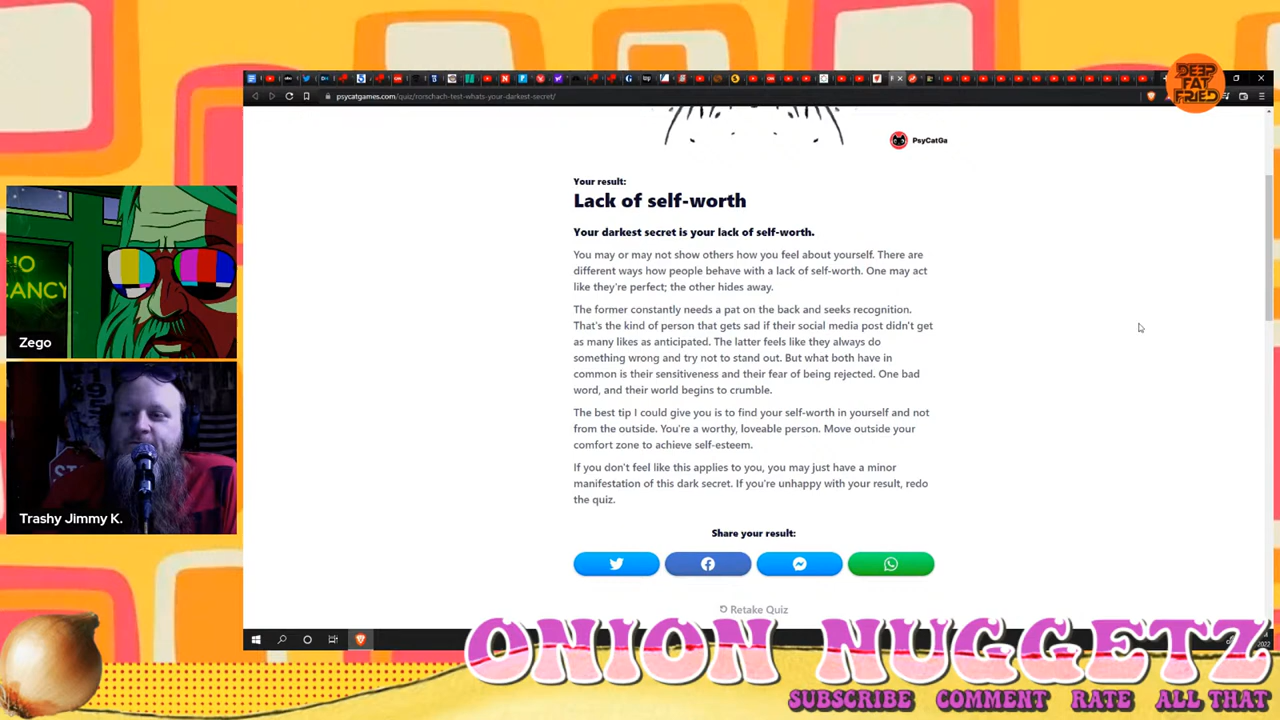 DEEP
FAT
FRIED
psycatgames.com/quiz/rorschach-test-whats-your-darkest-secret/
PsyCatGa
Your result:
Lack of self-worth
Your darkest secret is your lack of self-worth.
You may or may not show others how you feel about yourself. There are
different ways how people behave with a lack of self-worth. One may act
like they're perfect; the other hides away.
The former constantly needs a pat on the back and seeks recognition.
That's the kind of person that gets sad if their social media post didn't get
as many likes as anticipated. The latter feels like they always do
something wrong and try not to stand out. But what both have in
common is their sensitiveness and their fear of being rejected. One bad
word, and their world begins to crumble.
The best tip I could give you is to find your self-worth in yourself and not
from the outside. You're a worthy, loveable person. Move outside your
comfort zone to achieve self-esteem.
If you don't feel like this applies to you, you may just have a minor
manifestation of this dark secret. If you're unhappy with your result, redo
the quiz.
Share your result:
Retake Quiz
Zego
Trashy Jimmy K.
ONION NUGGETZ
SUBSCRIBE COMMENT RATE ALL THAT